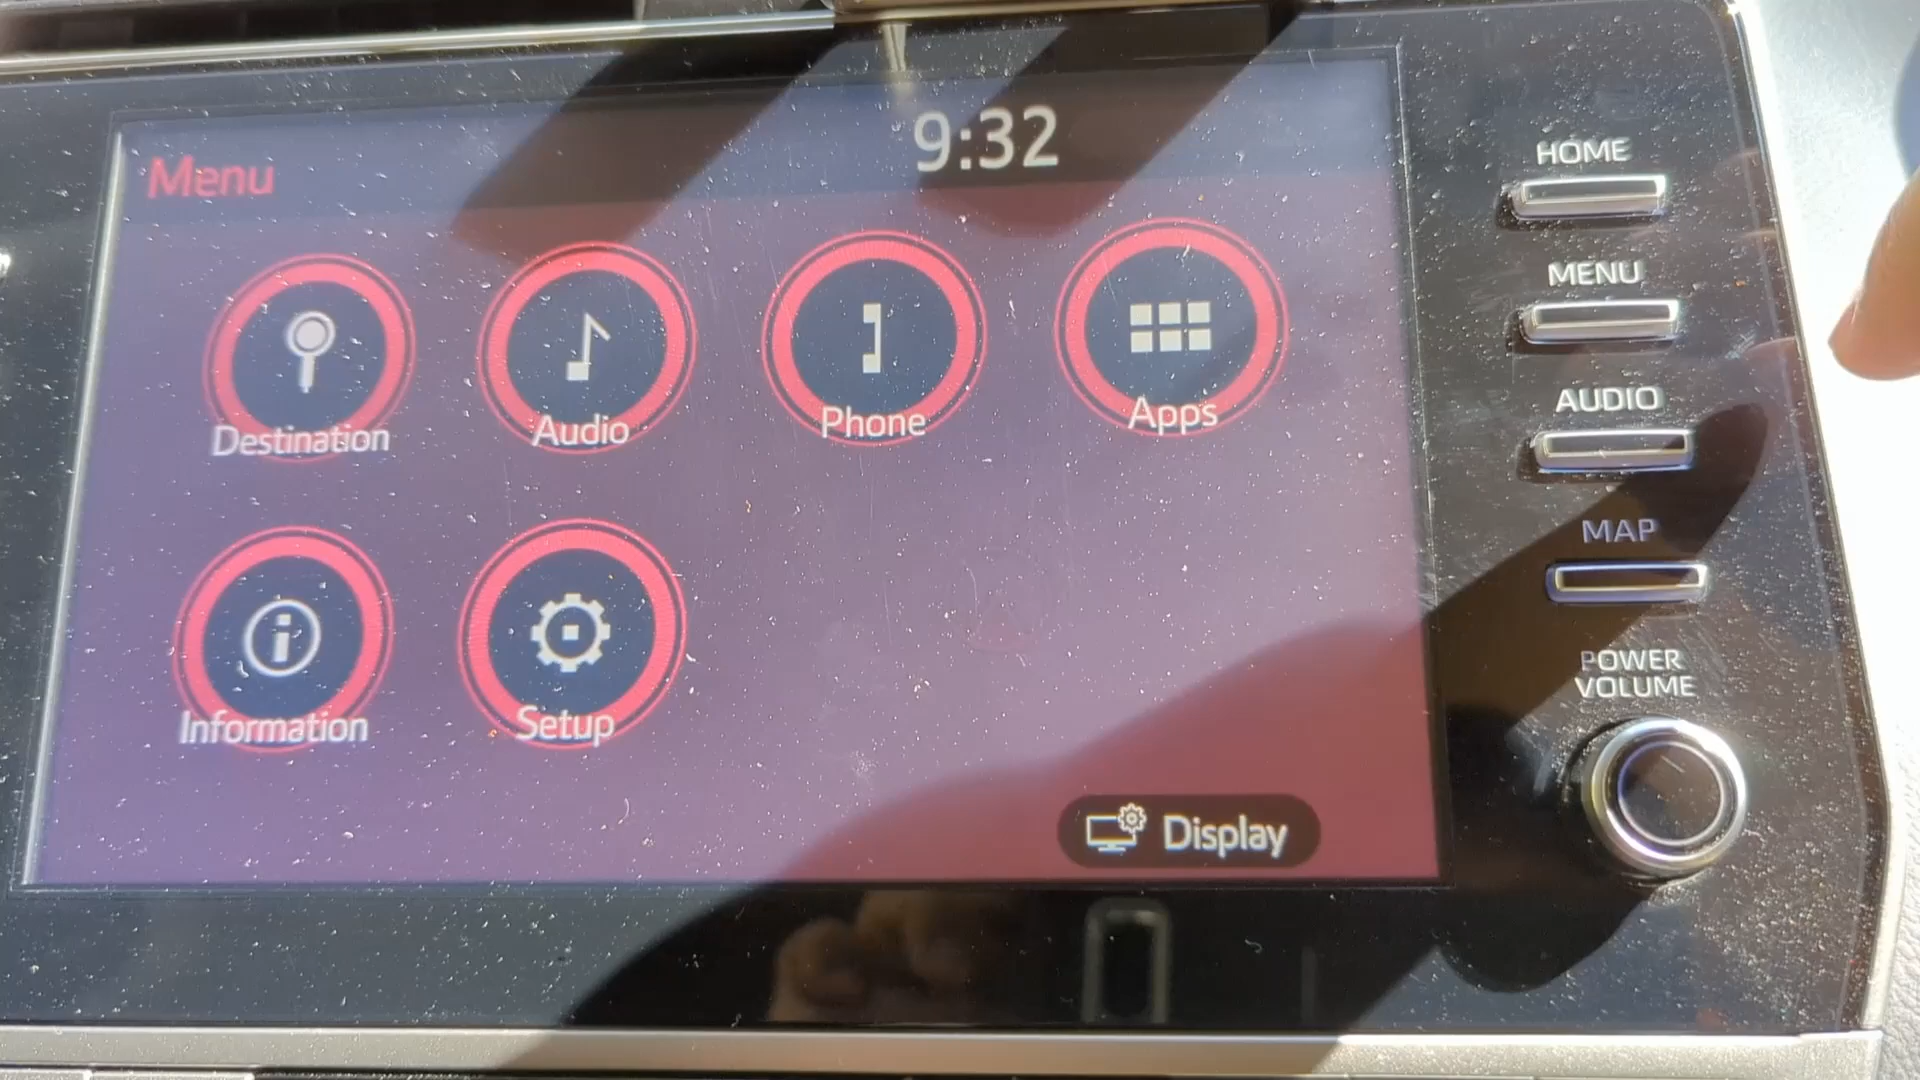 Menu
9:32
Destination
Audio
Phone
Apps
Information
Setup
Display
HOME
MENU
AUDIO
MAP
POWER
VOLUME